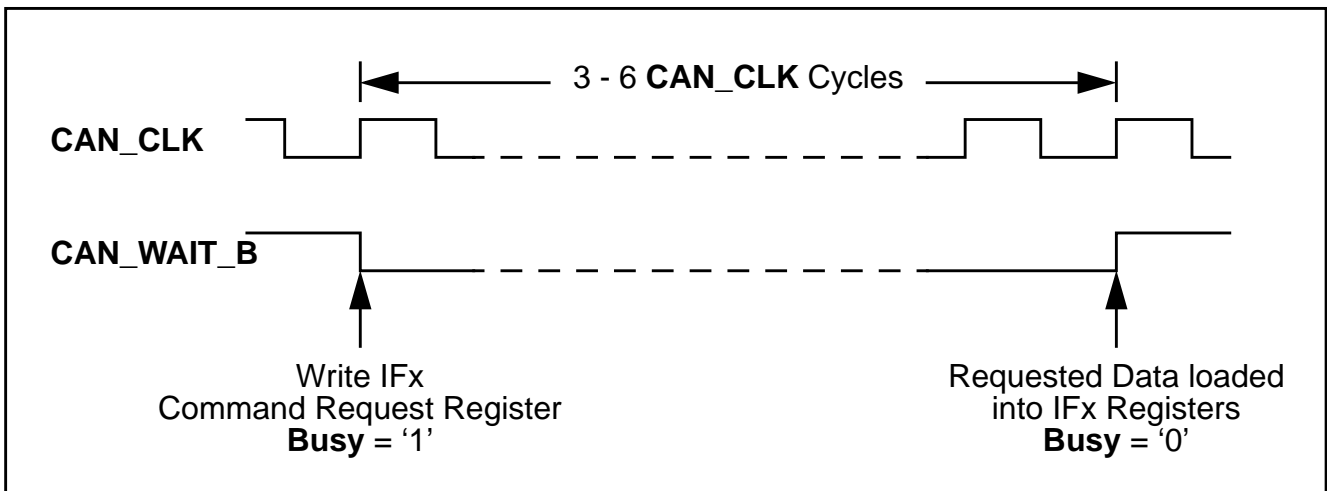 3 - 6 CAN_CLK Cycles
CAN_CLK
CAN_WAIT_B
Write IFx
Command Request Register
Busy = ‘1’
Requested Data loaded
into IFx Registers
Busy = ‘0’